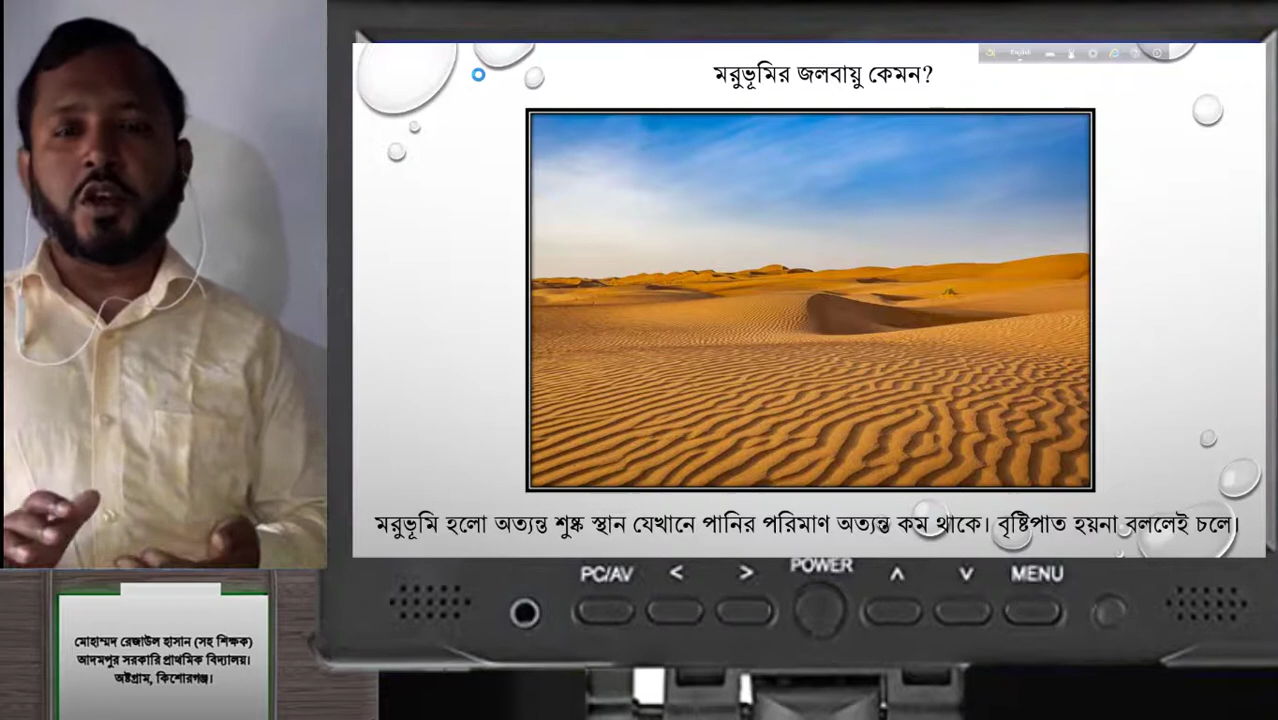 মরুভূমির জলবায়ু কেমন?
English
মরুভূমি হলো অত্যন্ত শুষ্ক স্থান যেখানে পানির পরিমাণ অত্যন্ত কম থাকে। বৃষ্টিপাত হয়না বললেই চলে।
PC/AV < > POWER ʌ v MENU
মোহাম্মদ রেজাউল হাসান (সহ শিক্ষক)
আদমপুর সরকারি প্রাথমিক বিদ্যালয়।
অষ্টগ্রাম, কিশোরগঞ্জ।